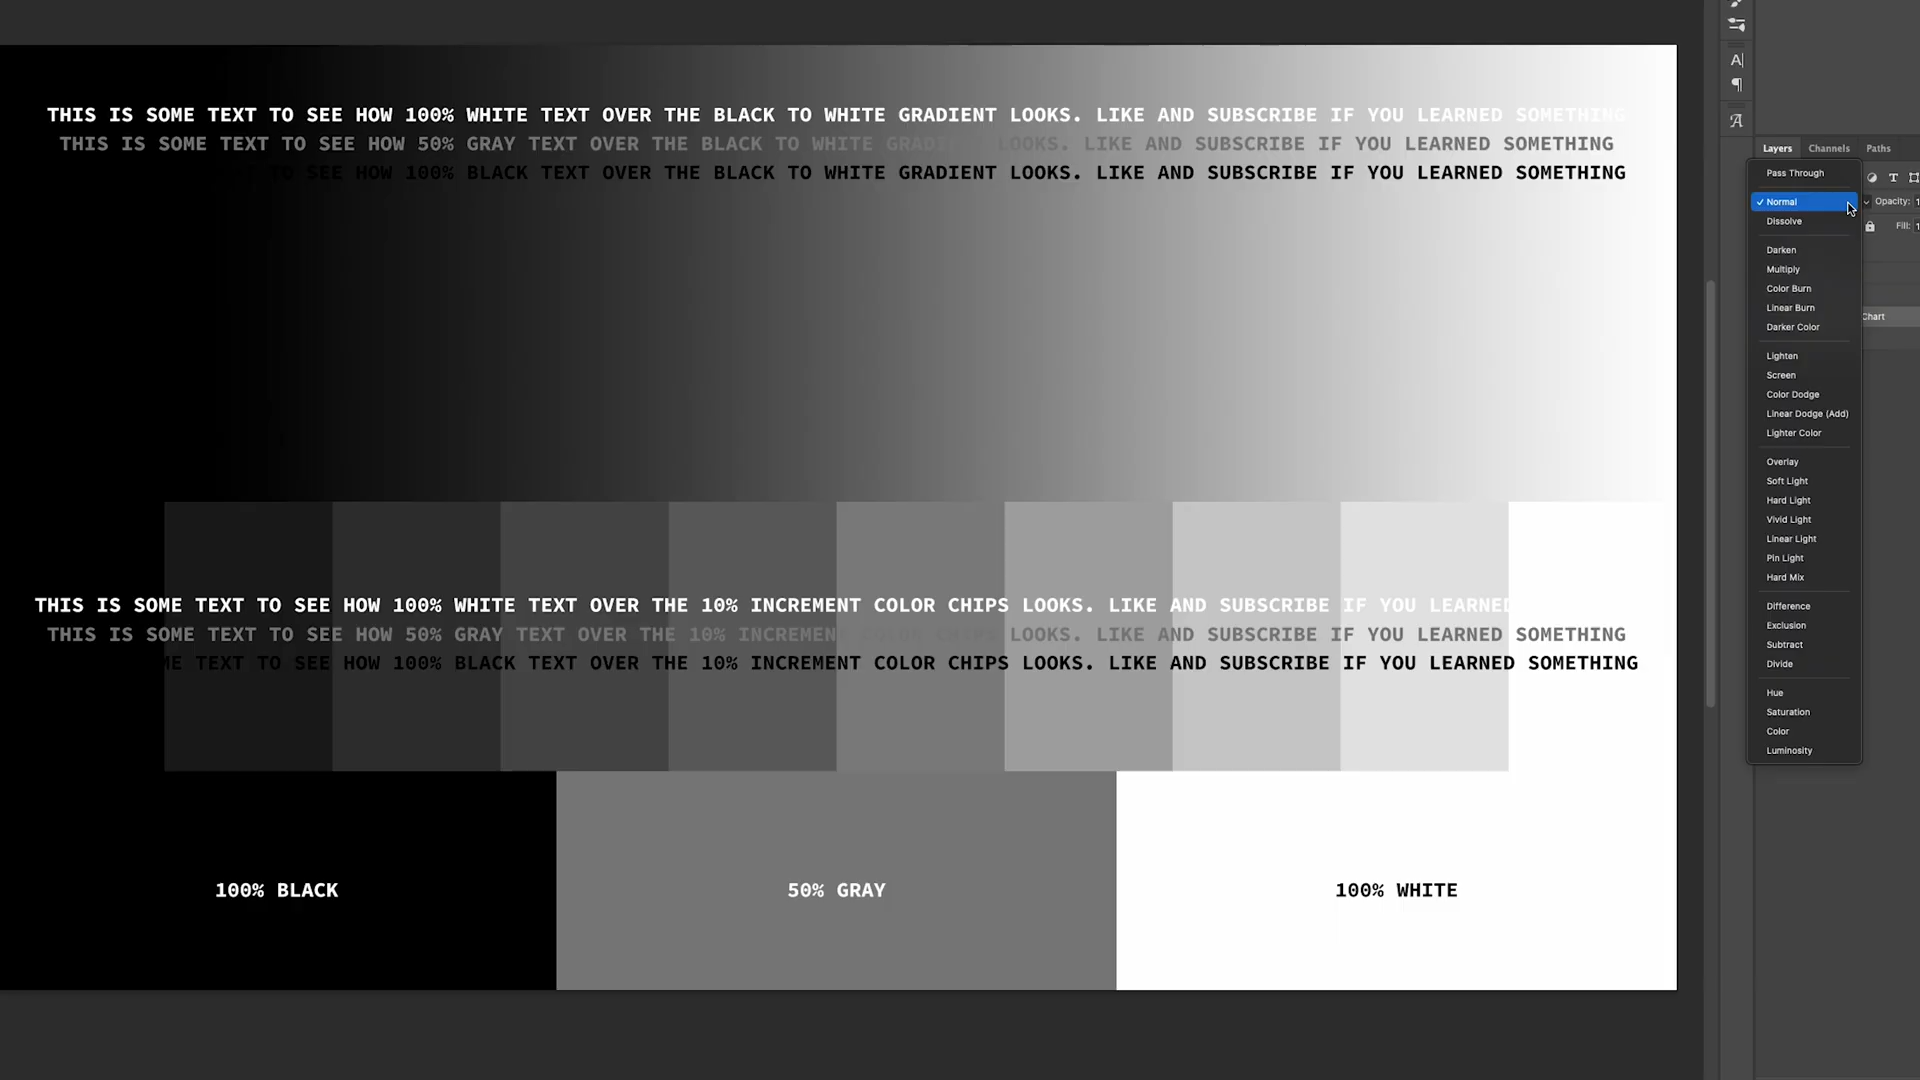 THIS IS SOME TEXT TO SEE HOW 100% WHITE TEXT OVER THE BLACK TO WHITE GRADIENT LOOKS. LIKE AND SUBSCRIBE IF YOU LEARNED SOMETHING
THIS IS SOME TEXT TO SEE HOW 50% GRAY TEXT OVER THE BLACK TO WHITE GRADIENT LOOKS. LIKE AND SUBSCRIBE IF YOU LEARNED SOMETHING
TO SEE HOW 100% BLACK TEXT OVER THE BLACK TO WHITE GRADIENT LOOKS. LIKE AND SUBSCRIBE IF YOU LEARNED SOMETHING
THIS IS SOME TEXT TO SEE HOW 100% WHITE TEXT OVER THE 10% INCREMENT COLOR CHIPS LOOKS. LIKE AND SUBSCRIBE IF YOU LEARNED
THIS IS SOME TEXT TO SEE HOW 50% GRAY TEXT OVER THE 10% INCREMENT COLOR CHIPS LOOKS. LIKE AND SUBSCRIBE IF YOU LEARNED SOMETHING
ME TEXT TO SEE HOW 100% BLACK TEXT OVER THE 10% INCREMENT COLOR CHIPS LOOKS. LIKE AND SUBSCRIBE IF YOU LEARNED SOMETHING
100% BLACK
50% GRAY
100% WHITE
Layers Channels Paths
Pass Through
Normal
Opacity: 1
Dissolve
Fill: 1
Darken
Multiply
Color Burn
Linear Burn
Chart
Darker Color
Lighten
Screen
Color Dodge
Linear Dodge (Add)
Lighter Color
Overlay
Soft Light
Hard Light
Vivid Light
Linear Light
Pin Light
Hard Mix
Difference
Exclusion
Subtract
Divide
Hue
Saturation
Color
Luminosity